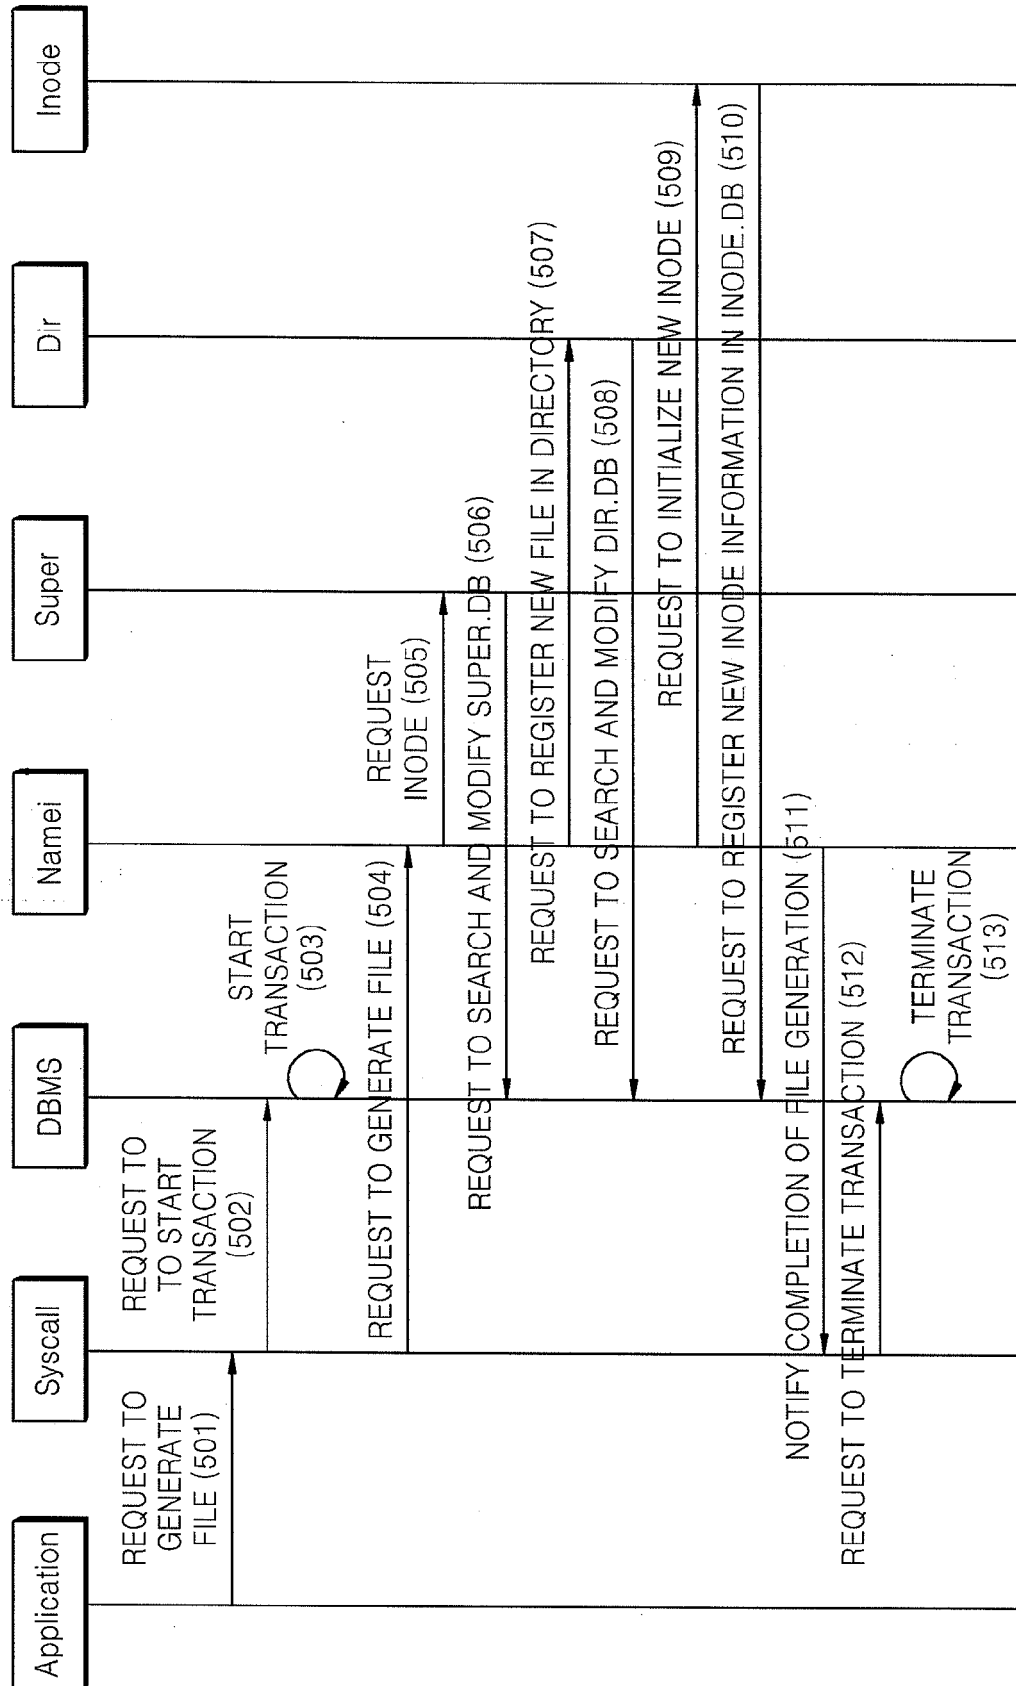 Application
Syscall
DBMS
Namei
Super
Dir
Inode
REQUEST TO
GENERATE
FILE (501)
REQUEST TO
TO START
TRANSACTION
(502)
START
TRANSACTION
(503)
REQUEST TO GENERATE FILE (504)
REQUEST
INODE (505)
REQUEST TO SEARCH AND MODIFY SUPER.DB (506)
REQUEST TO REGISTER NEW FILE IN DIRECTORY (507)
REQUEST TO SEARCH AND MODIFY DIR.DB (508)
REQUEST TO INITIALIZE NEW INODE (509)
REQUEST TO REGISTER NEW INODE INFORMATION IN INODE.DB (510)
NOTIFY COMPLETION OF FILE GENERATION (511)
REQUEST TO TERMINATE TRANSACTION (512)
TERMINATE
TRANSACTION
(513)